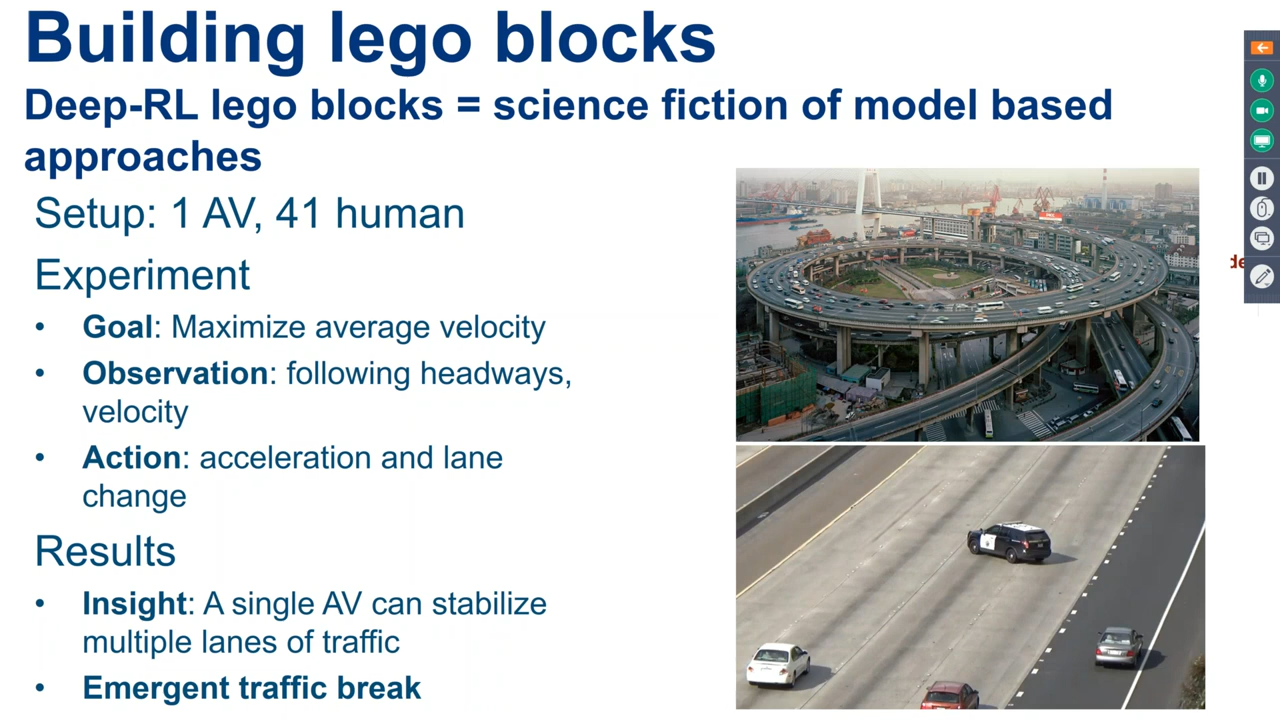 Building lego blocks
Deep-RL lego blocks = science fiction of model based
approaches
Setup: 1 AV, 41 human
Experiment
• Goal: Maximize average velocity
• Observation: following headways,
velocity
• Action: acceleration and lane
change
Results
• Insight: A single AV can stabilize
multiple lanes of traffic
• Emergent traffic break
de